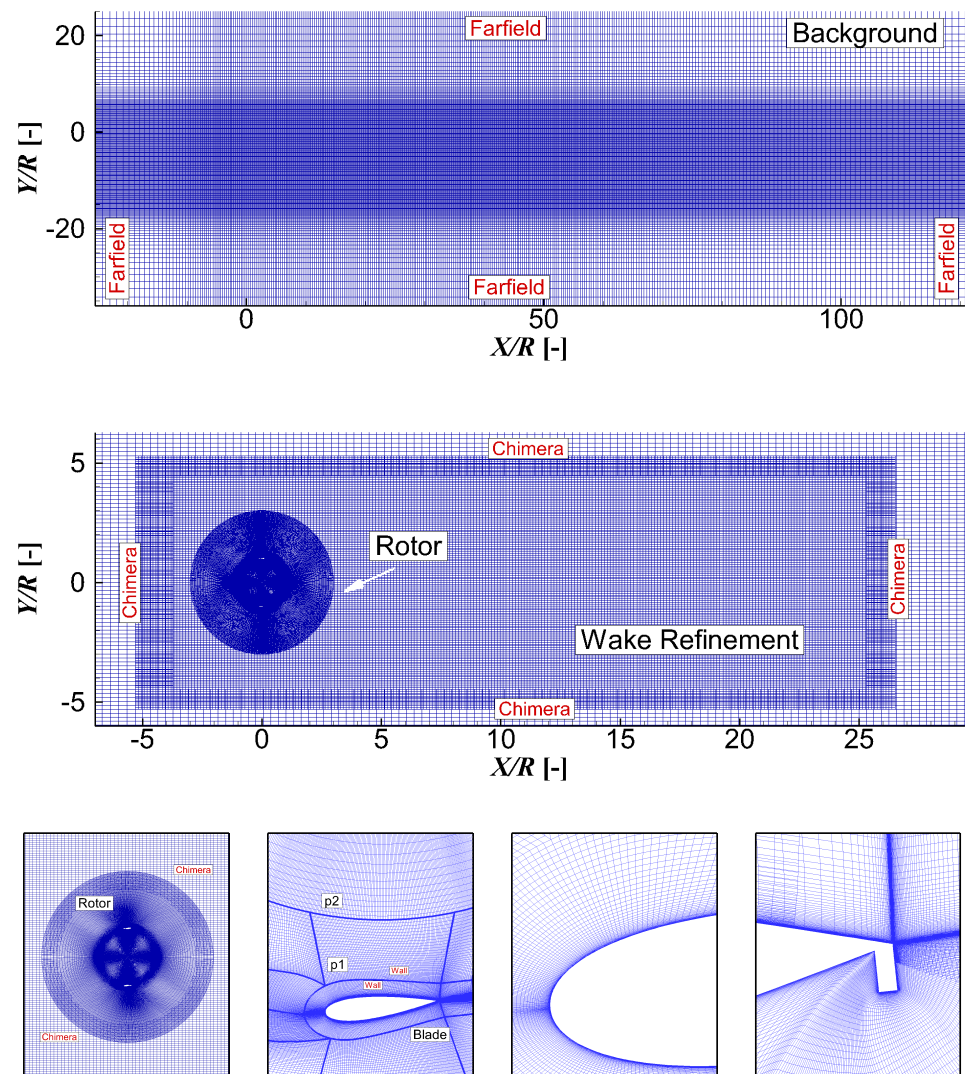 Farfield
Background
20
0
-20
Y/R [-]
Farfield
Farfield
Farfield
0
50
100
X/R [-]
Chimera
5
0
-5
Y/R [-]
Chimera
Rotor
Chimera
Wake Refinement
Chimera
-5
0
5
10
15
20
25
X/R [-]
Chimera
Rotor
Chimera
p2
p1
Wall
Wall
Blade